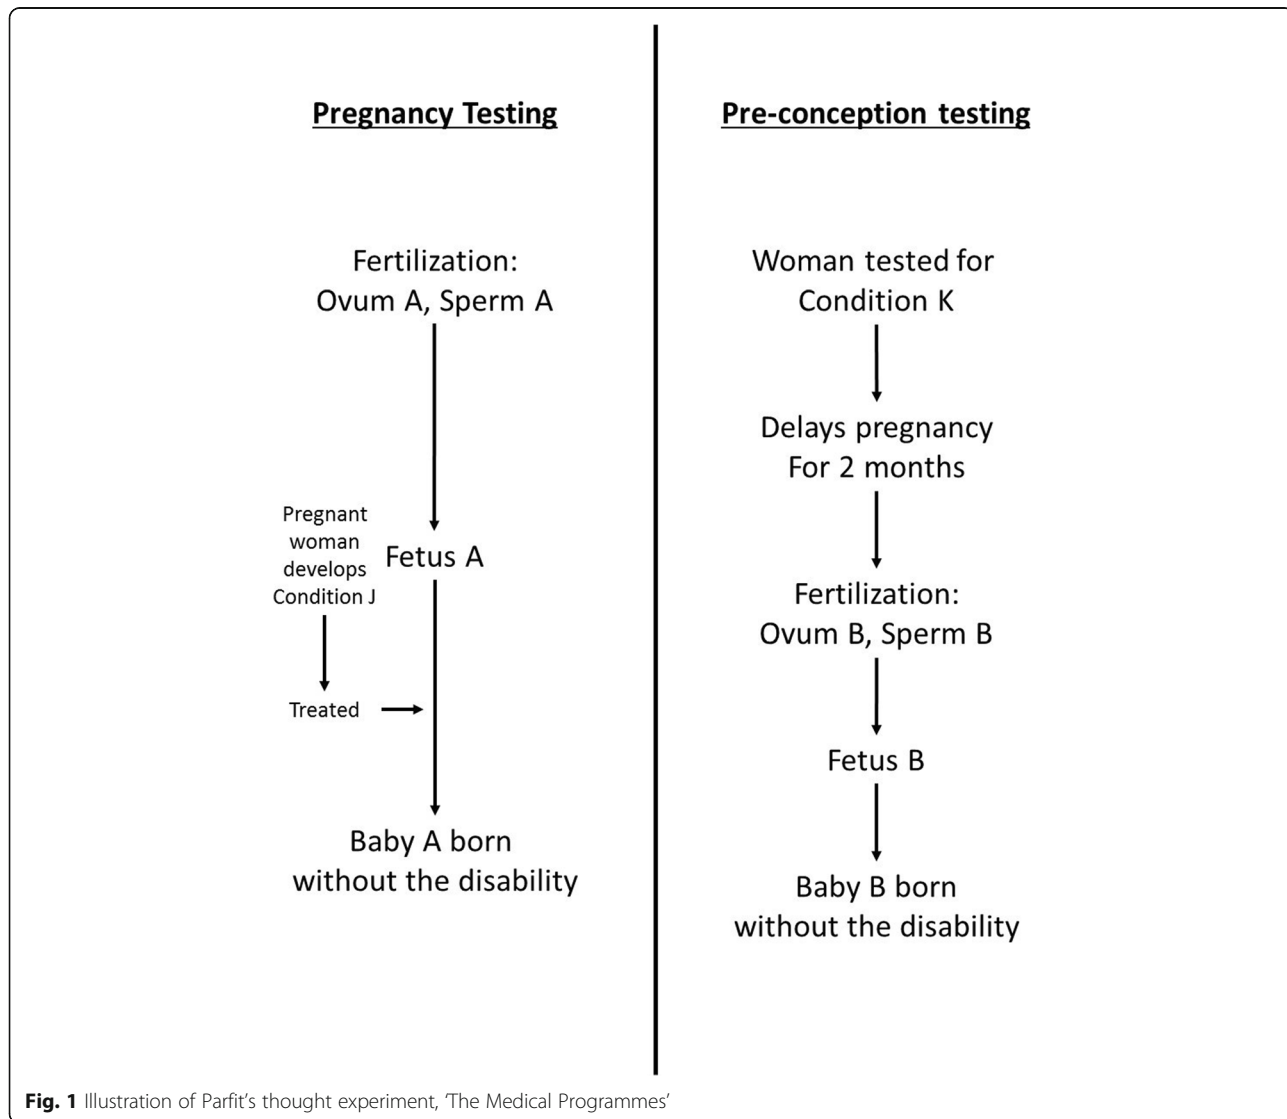 Pregnancy Testing
Fertilization:
Ovum A, Sperm A
Pregnant
woman
develops
Condition J
Fetus A
Treated
Baby A born
without the disability
Pre-conception testing
Woman tested for
Condition K
Delays pregnancy
For 2 months
Fertilization:
Ovum B, Sperm B
Fetus B
Baby B born
without the disability
Fig. 1 Illustration of Parfit’s thought experiment, ‘The Medical Programmes’